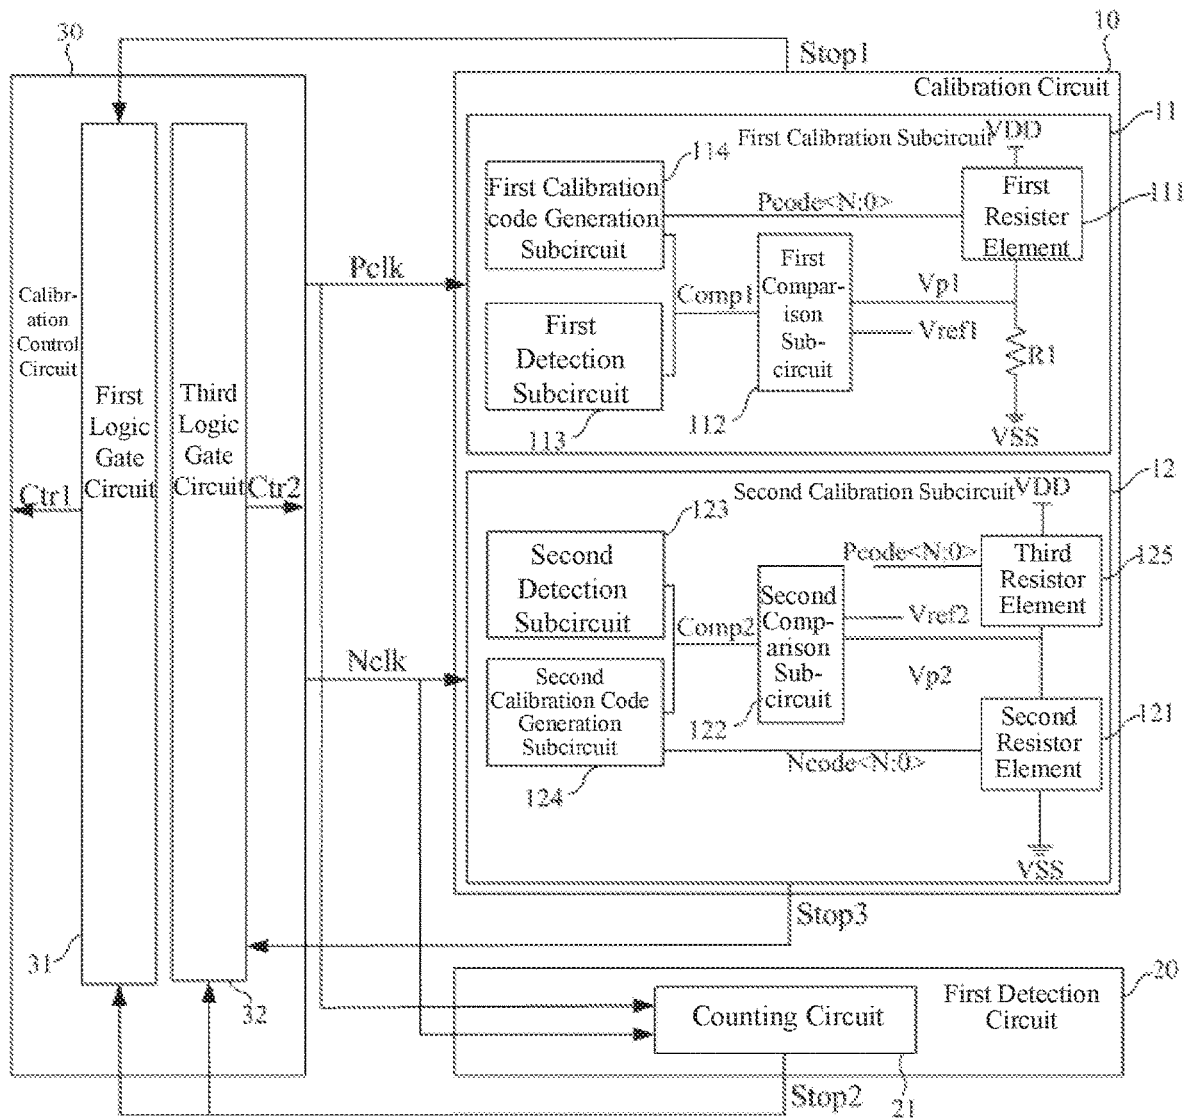 30
10
Stop1
Calibration Circuit
11
First Calibration Subcircuit
VDD
114
First Calibration
code Generation
Subcircuit
Pcode<N:0>
First
Resister
Element
111
Pclk
Comp1
First
Compar-
ison
Sub-
circuit
Vp1
Vref1
R1
First
Detection
Subcircuit
113
112
VSS
Calibr-
ation
Control
Circuit
First
Logic
Gate
Circuit
Third
Logic
Gate
Circuit
Ctr1
Ctr2
12
Second Calibration Subcircuit
VDD
123
Second
Detection
Subcircuit
Pcode<N:0>
Third
Resistor
Element
125
Comp2
Second
Comp-
arison
Sub-
circuit
Vref2
Vp2
Nclk
Second
Calibration Code
Generation
Subcircuit
122
Second
Resistor
Element
121
Ncode<N:0>
124
VSS
Stop3
31
32
20
First Detection
Circuit
Counting Circuit
Stop2
21